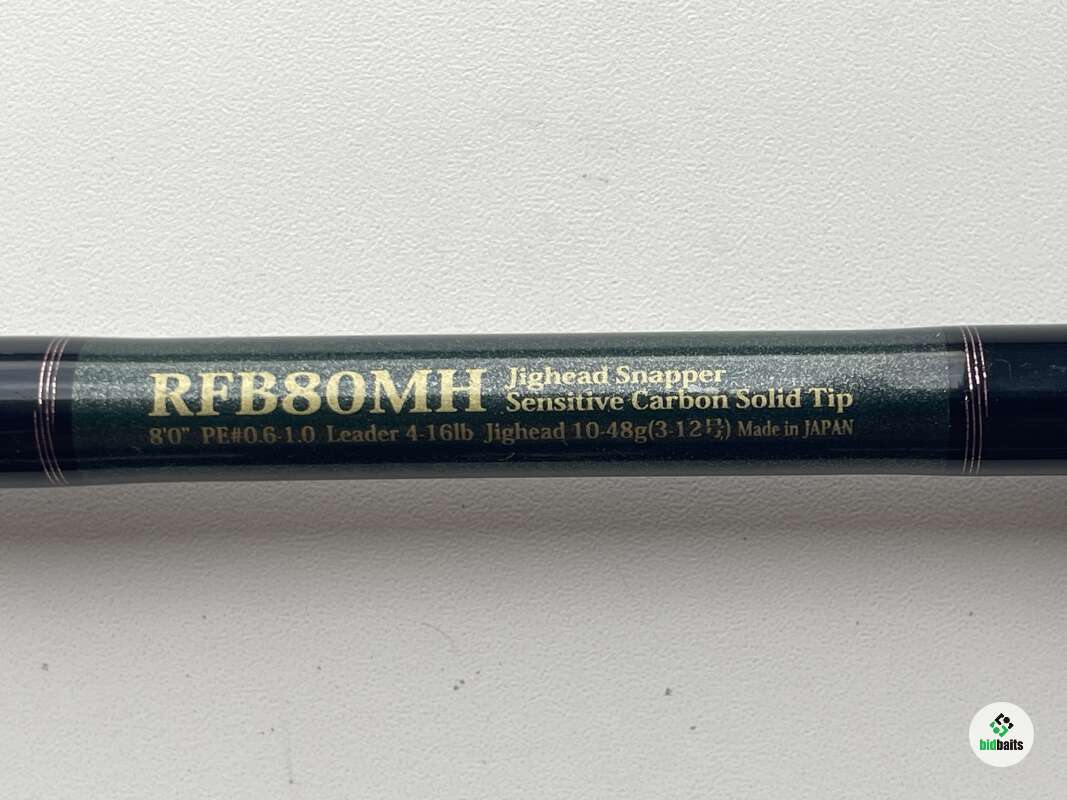 RFB80MH Jighead Snapper
Sensitive Carbon Solid Tip
8'0" PE#0.6-1.0 Leader 4-16lb Jighead 10-48g(3-12号) Made in JAPAN
bidbaits